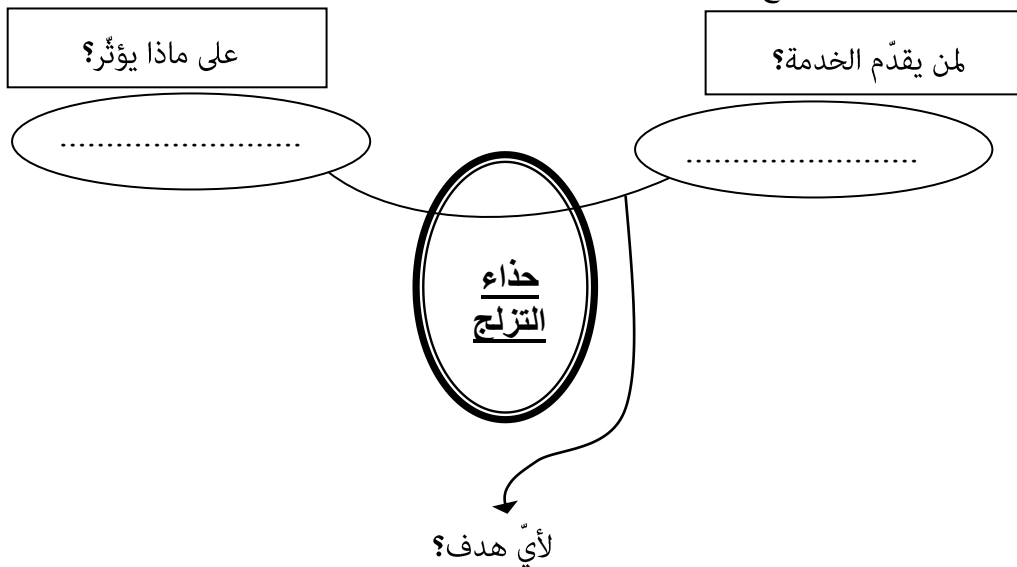 لمن يقدّم الخدمة؟
على ماذا يؤثّر؟
.........................
..........................
حذاء
التزلج
لأيّ هدف؟